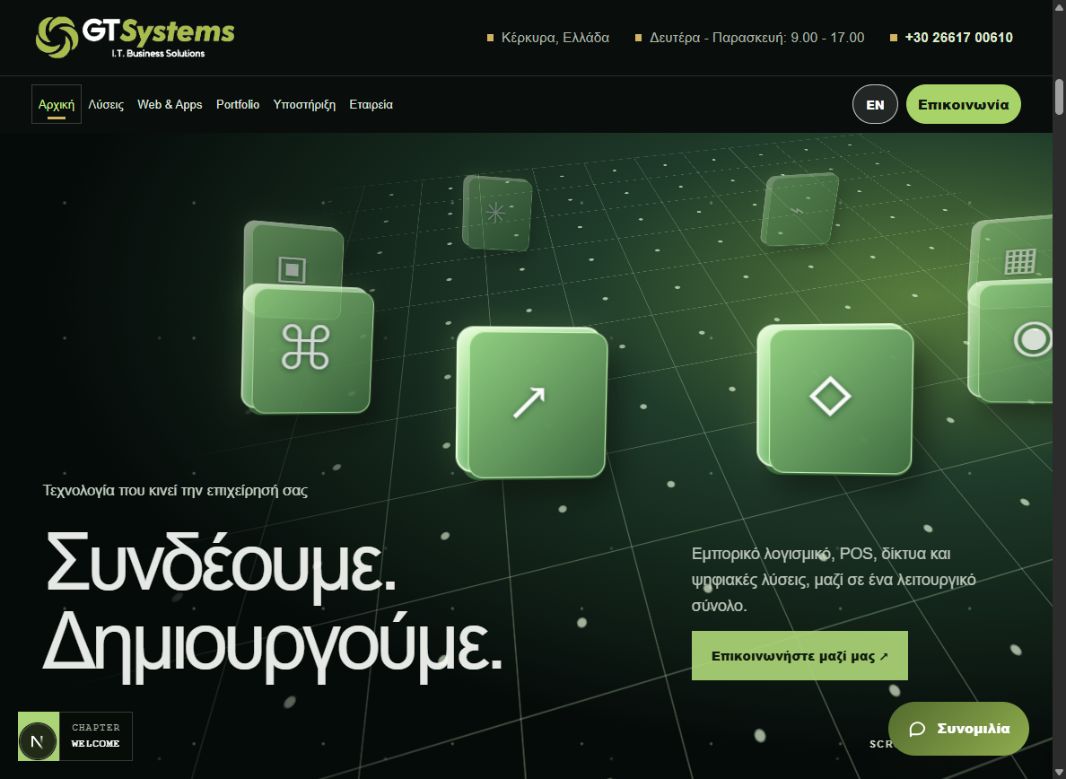 GTSystems
I.T. Business Solutions
Κέρκυρα, Ελλάδα
Δευτέρα - Παρασκευή: 9.00 - 17.00
+30 26617 00610
Αρχική
Λύσεις
Web & Apps
Portfolio
Υποστήριξη
Εταιρεία
EN
Επικοινωνία
Τεχνολογία που κινεί την επιχείρησή σας
Συνδέουμε.
Δημιουργούμε.
Εμπορικό λογισμικό, POS, δίκτυα και
ψηφιακές λύσεις, μαζί σε ένα λειτουργικό
σύνολο.
Επικοινωνήστε μαζί μας ↗
N
CHAPTER
WELCOME
SCR
Συνομιλία